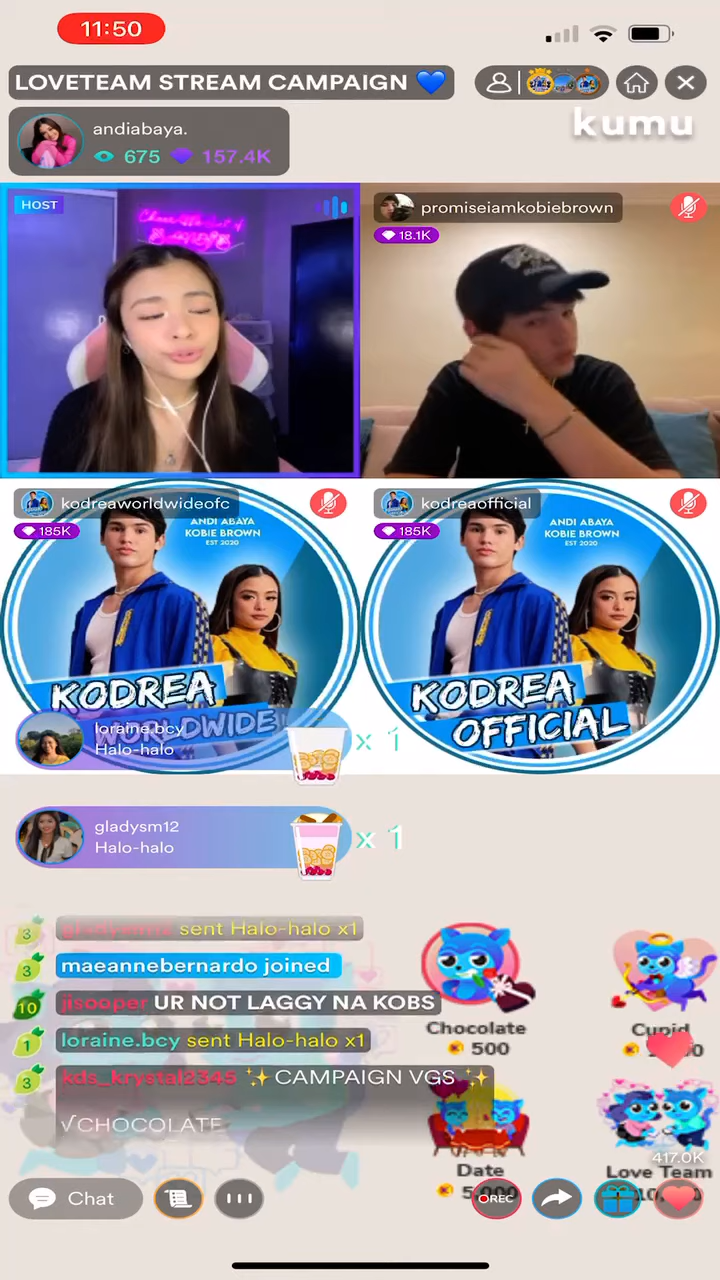 11:50
LOVETEAM STREAM CAMPAIGN 💙
kumu
andiabaya.
675 157.4K
HOST
promiseiamkobiebrown
18.1K
kodreaworldwideofc
185K
ANDI ABAYA
KOBIE BROWN
EST 2020
KODREA
WORLDWIDE
kodreaofficial
185K
ANDI ABAYA
KOBIE BROWN
EST 2020
KODREA
OFFICIAL
loraine.bcy
Halo-halo
x 1
gladysm12
Halo-halo
x 1
3 gladysm12 sent Halo-halo x1
3 maeannebernardo joined
10 jisooper UR NOT LAGGY NA KOBS
1 loraine.bcy sent Halo-halo x1
3 kds_krystal2345 ✨CAMPAIGN VGS ✨
√CHOCOLATE
Chocolate
500
Cupid
Date
Love Team
417.0K
Chat
REC